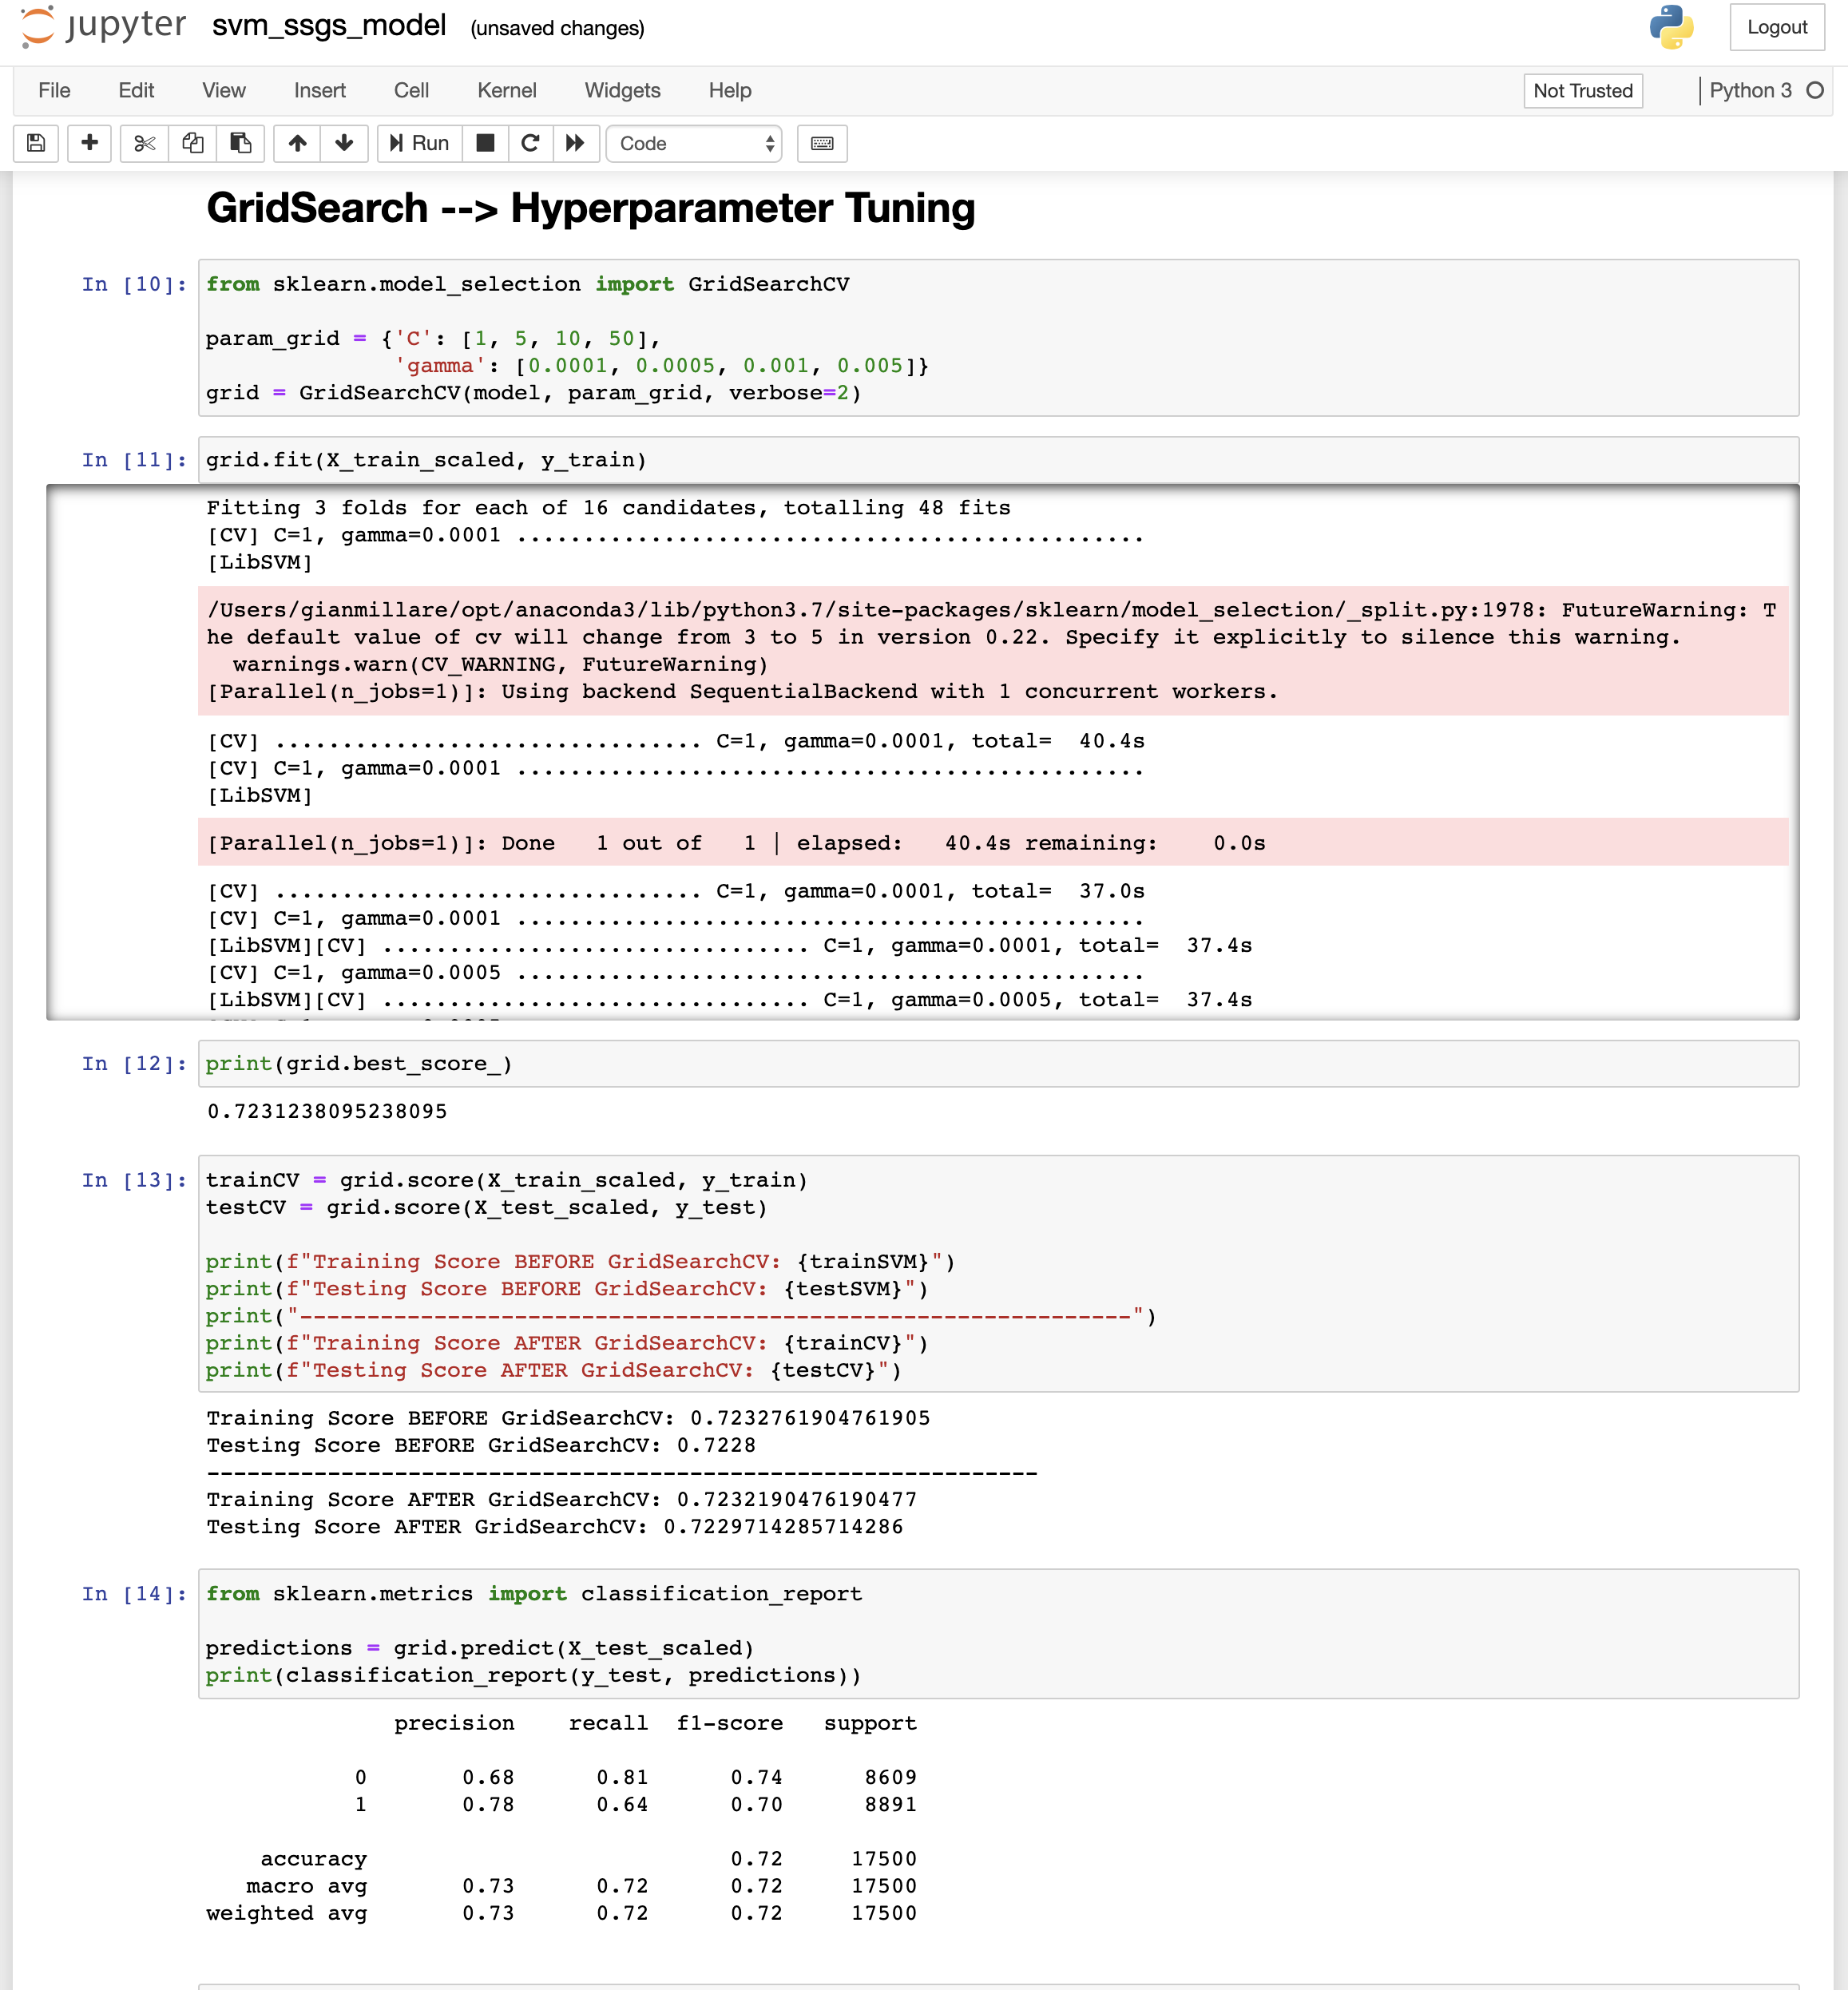 jupyter svm_ssgs_model (unsaved changes) Logout
File Edit View Insert Cell Kernel Widgets Help Not Trusted Python 3
Run Code
GridSearch --> Hyperparameter Tuning
In [10]: from sklearn.model_selection import GridSearchCV
param_grid = {'C': [1, 5, 10, 50],
'gamma': [0.0001, 0.0005, 0.001, 0.005]}
grid = GridSearchCV(model, param_grid, verbose=2)
In [11]: grid.fit(X_train_scaled, y_train)
Fitting 3 folds for each of 16 candidates, totalling 48 fits
[CV] C=1, gamma=0.0001 ...............................................
[LibSVM]
/Users/gianmillare/opt/anaconda3/lib/python3.7/site-packages/sklearn/model_selection/_split.py:1978: FutureWarning: T
he default value of cv will change from 3 to 5 in version 0.22. Specify it explicitly to silence this warning.
warnings.warn(CV_WARNING, FutureWarning)
[Parallel(n_jobs=1)]: Using backend SequentialBackend with 1 concurrent workers.
[CV] ................................ C=1, gamma=0.0001, total=  40.4s
[CV] C=1, gamma=0.0001 ...............................................
[LibSVM]
[Parallel(n_jobs=1)]: Done   1 out of   1 | elapsed:   40.4s remaining:    0.0s
[CV] ................................ C=1, gamma=0.0001, total=  37.0s
[CV] C=1, gamma=0.0001 ...............................................
[LibSVM][CV] ................................ C=1, gamma=0.0001, total=  37.4s
[CV] C=1, gamma=0.0005 ...............................................
[LibSVM][CV] ................................ C=1, gamma=0.0005, total=  37.4s
In [12]: print(grid.best_score_)
0.7231238095238095
In [13]: trainCV = grid.score(X_train_scaled, y_train)
testCV = grid.score(X_test_scaled, y_test)
print(f"Training Score BEFORE GridSearchCV: {trainSVM}")
print(f"Testing Score BEFORE GridSearchCV: {testSVM}")
print("--------------------------------------------------------------")
print(f"Training Score AFTER GridSearchCV: {trainCV}")
print(f"Testing Score AFTER GridSearchCV: {testCV}")
Training Score BEFORE GridSearchCV: 0.7232761904761905
Testing Score BEFORE GridSearchCV: 0.7228
--------------------------------------------------------------
Training Score AFTER GridSearchCV: 0.7232190476190477
Testing Score AFTER GridSearchCV: 0.7229714285714286
In [14]: from sklearn.metrics import classification_report
predictions = grid.predict(X_test_scaled)
print(classification_report(y_test, predictions))
precision recall f1-score support
0 0.68 0.81 0.74 8609
1 0.78 0.64 0.70 8891
accuracy 0.72 17500
macro avg 0.73 0.72 0.72 17500
weighted avg 0.73 0.72 0.72 17500